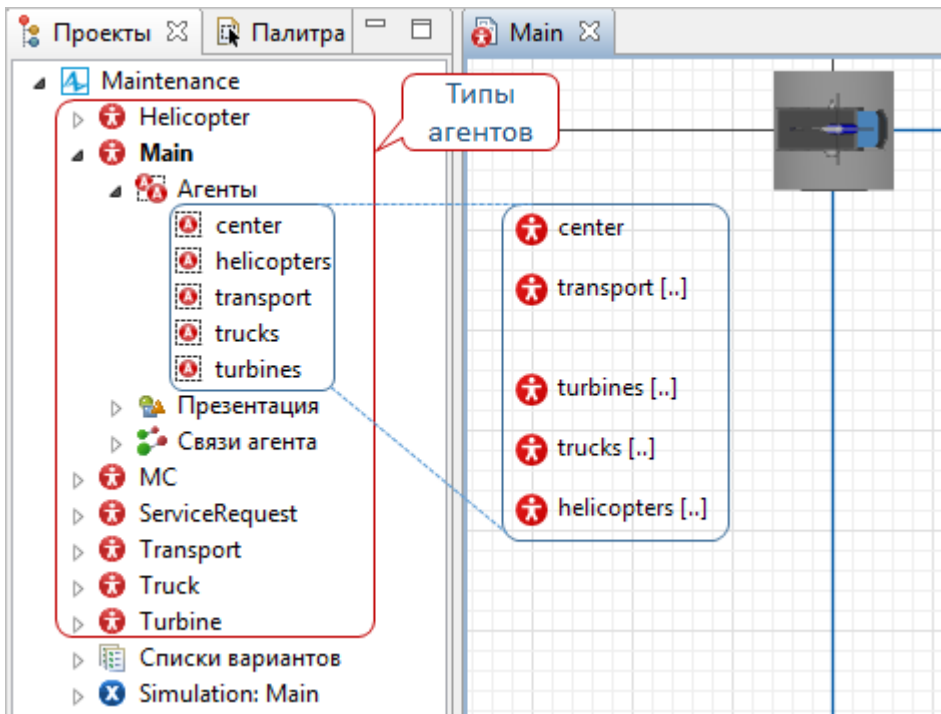 Проекты
Палитра
Main
Maintenance
Helicopter
Main
Агенты
center
helicopters
transport
trucks
turbines
Презентация
Связи агента
MC
ServiceRequest
Transport
Truck
Turbine
Списки вариантов
Simulation: Main
Типы
агентов
center
transport [..]
turbines [..]
trucks [..]
helicopters [..]